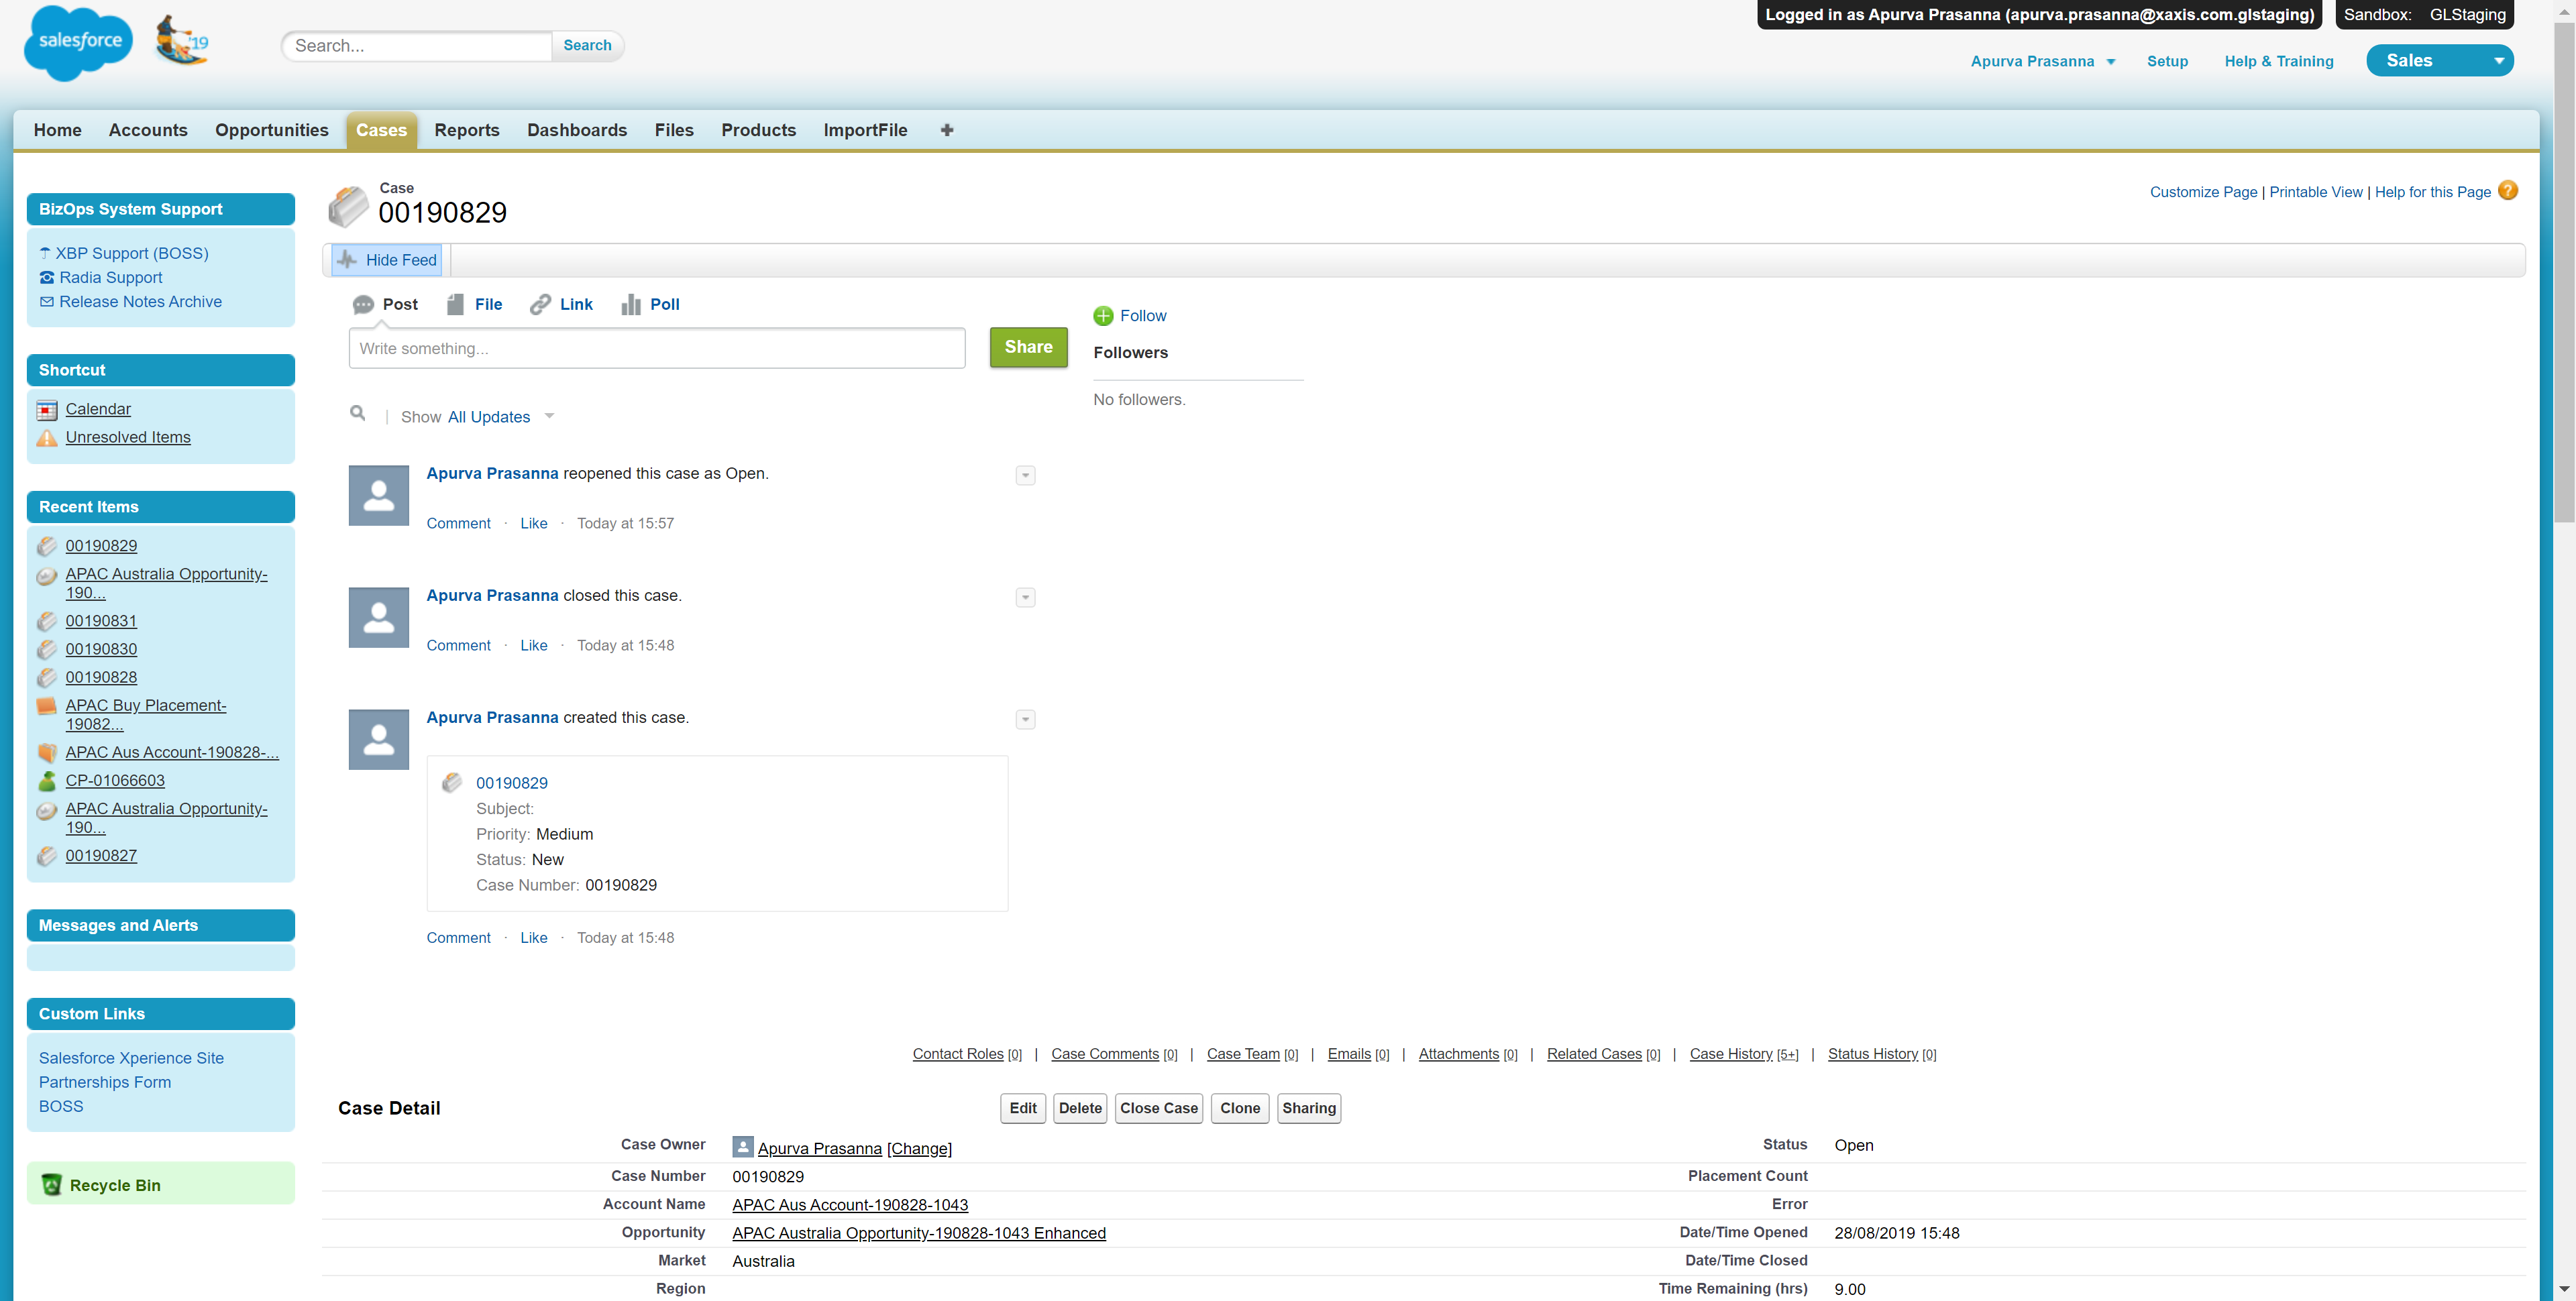 Logged in as Apurva Prasanna (apurva.prasanna@xaxis.com.glstaging)
Sandbox: GLStaging
salesforce
'19
Search...
Search
Apurva Prasanna
Setup
Help & Training
Sales
Home
Accounts
Opportunities
Cases
Reports
Dashboards
Files
Products
ImportFile
BizOps System Support
XBP Support (BOSS)
Radia Support
Release Notes Archive
Shortcut
Calendar
Unresolved Items
Recent Items
00190829
APAC Australia Opportunity-
190...
00190831
00190830
00190828
APAC Buy Placement-
19082...
APAC Aus Account-190828-...
CP-01066603
APAC Australia Opportunity-
190...
00190827
Messages and Alerts
Custom Links
Salesforce Xperience Site
Partnerships Form
BOSS
Recycle Bin
Case
00190829
Customize Page | Printable View | Help for this Page
Hide Feed
Post
File
Link
Poll
Write something...
Share
Follow
Followers
No followers.
Show All Updates
Apurva Prasanna reopened this case as Open.
Comment · Like · Today at 15:57
Apurva Prasanna closed this case.
Comment · Like · Today at 15:48
Apurva Prasanna created this case.
00190829
Subject:
Priority: Medium
Status: New
Case Number: 00190829
Comment · Like · Today at 15:48
Contact Roles [0] | Case Comments [0] | Case Team [0] | Emails [0] | Attachments [0] | Related Cases [0] | Case History [5+] | Status History [0]
Case Detail
Edit
Delete
Close Case
Clone
Sharing
Case Owner Apurva Prasanna [Change]
Status Open
Case Number 00190829
Placement Count
Account Name APAC Aus Account-190828-1043
Error
Opportunity APAC Australia Opportunity-190828-1043 Enhanced
Date/Time Opened 28/08/2019 15:48
Market Australia
Date/Time Closed
Region
Time Remaining (hrs) 9.00